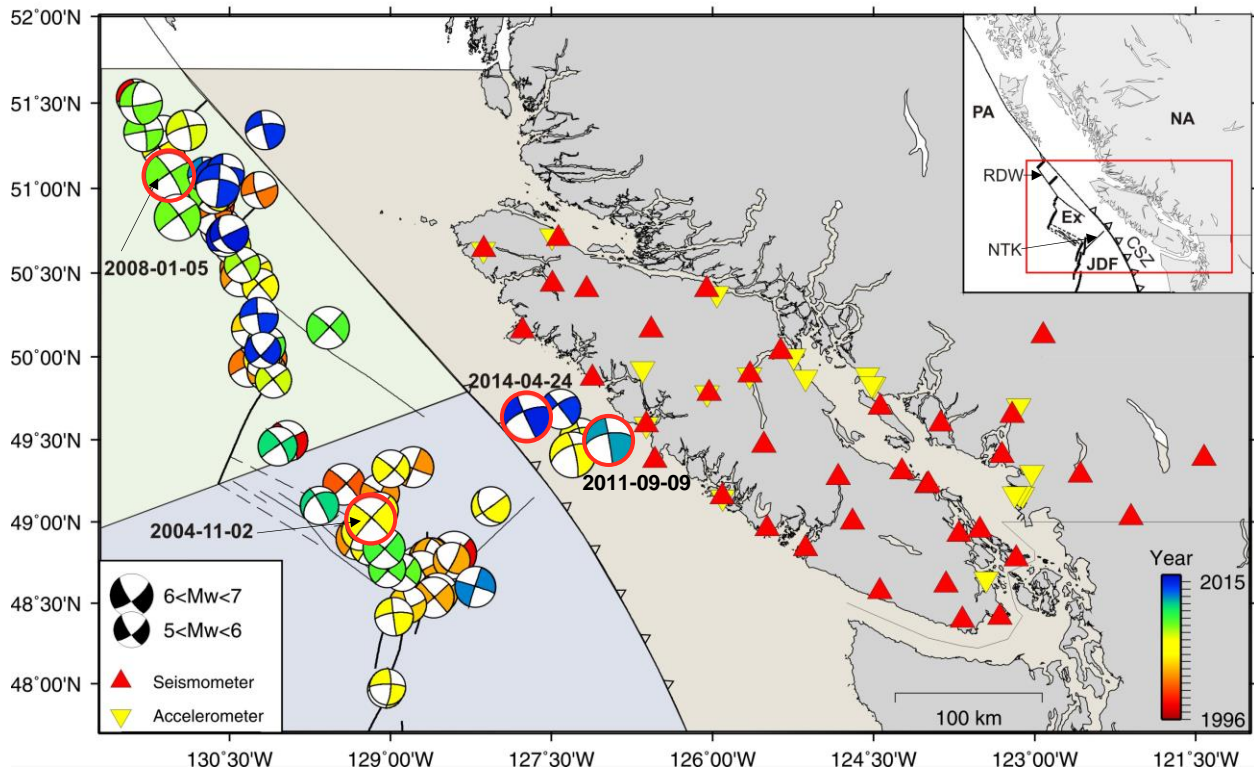 52°00'N
51°30'N
51°00'N
50°30'N
50°00'N
49°30'N
49°00'N
48°30'N
48°00'N
130°30'W
129°00'W
127°30'W
126°00'W
124°30'W
123°00'W
121°30'W
2008-01-05
2014-04-24
2011-09-09
2004-11-02
PA
NA
RDW
Ex
NTK
JDF
CSZ
6<Mw<7
5<Mw<6
Seismometer
Accelerometer
100 km
Year
2015
1996